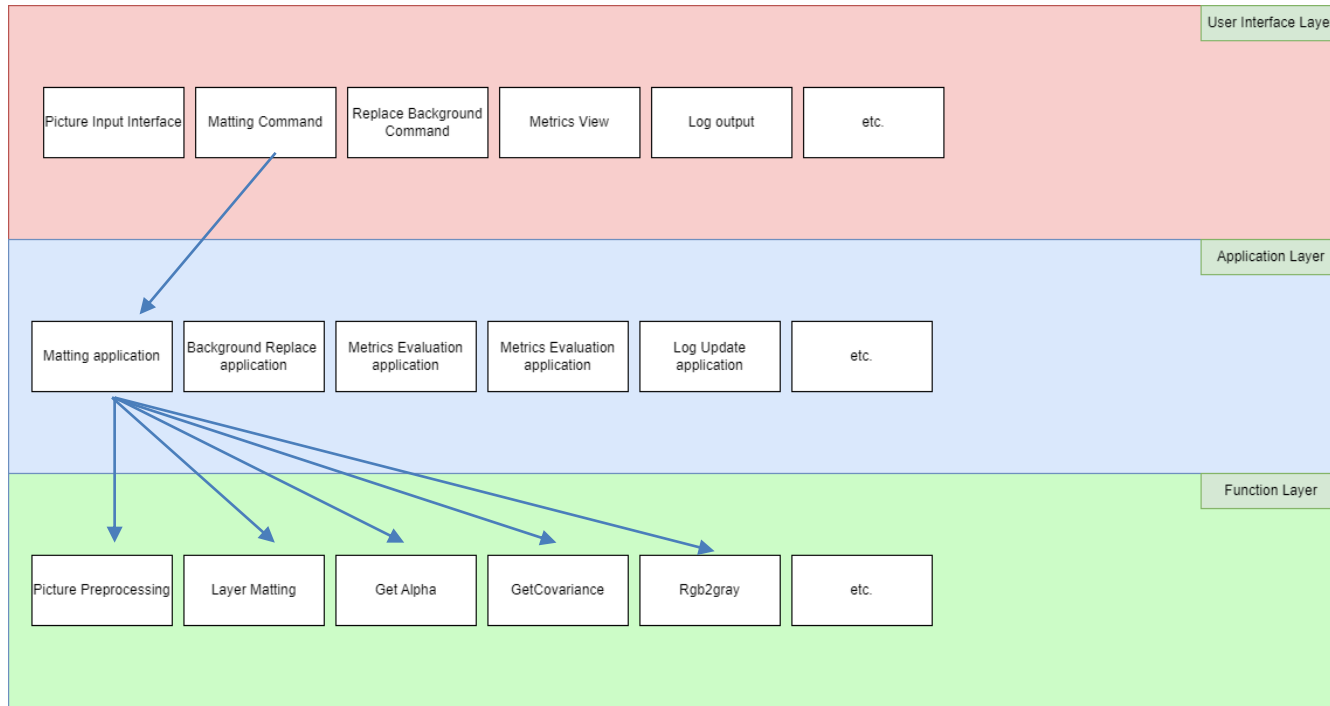 User Interface Laye
Picture Input Interface
Matting Command
Replace Background
Command
Metrics View
Log output
etc.
Application Layer
Matting application
Background Replace
application
Metrics Evaluation
application
Metrics Evaluation
application
Log Update
application
etc.
Function Layer
Picture Preprocessing
Layer Matting
Get Alpha
GetCovariance
Rgb2gray
etc.